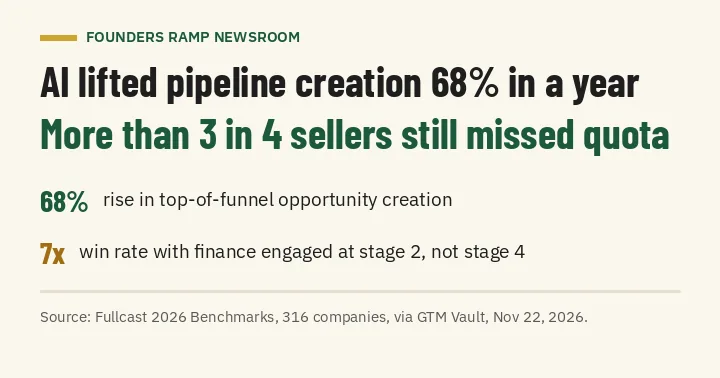 FOUNDERS RAMP NEWSROOM
AI lifted pipeline creation 68% in a year
More than 3 in 4 sellers still missed quota
68% rise in top-of-funnel opportunity creation
7x win rate with finance engaged at stage 2, not stage 4
Source: Fullcast 2026 Benchmarks, 316 companies, via GTM Vault, Nov 22, 2026.